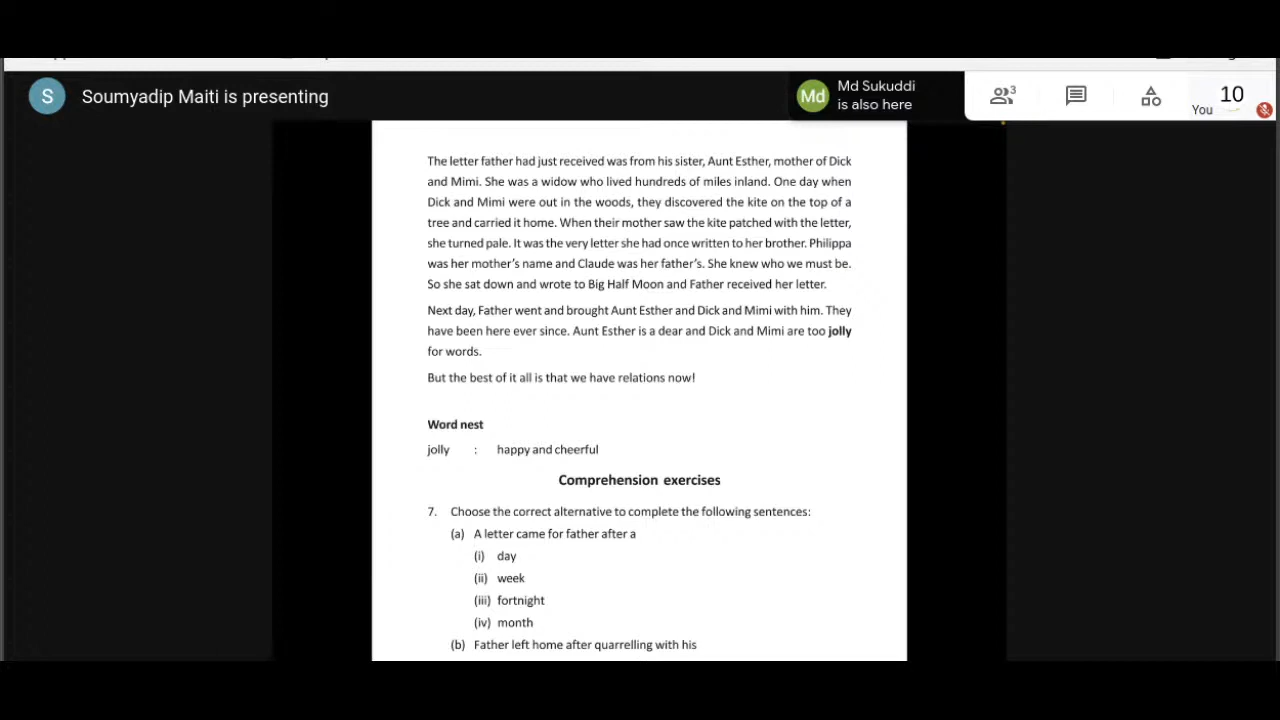 S
Soumyadip Maiti is presenting
Md
Md Sukuddi
is also here
3
10
You
The letter father had just received was from his sister, Aunt Esther, mother of Dick
and Mimi. She was a widow who lived hundreds of miles inland. One day when
Dick and Mimi were out in the woods, they discovered the kite on the top of a
tree and carried it home. When their mother saw the kite patched with the letter,
she turned pale. It was the very letter she had once written to her brother. Philippa
was her mother's name and Claude was her father's. She knew who we must be.
So she sat down and wrote to Big Half Moon and Father received her letter.
Next day, Father went and brought Aunt Esther and Dick and Mimi with him. They
have been here ever since. Aunt Esther is a dear and Dick and Mimi are too jolly
for words.
But the best of it all is that we have relations now!
Word nest
jolly : happy and cheerful
Comprehension exercises
7. Choose the correct alternative to complete the following sentences:
(a) A letter came for father after a
(i) day
(ii) week
(iii) fortnight
(iv) month
(b) Father left home after quarrelling with his